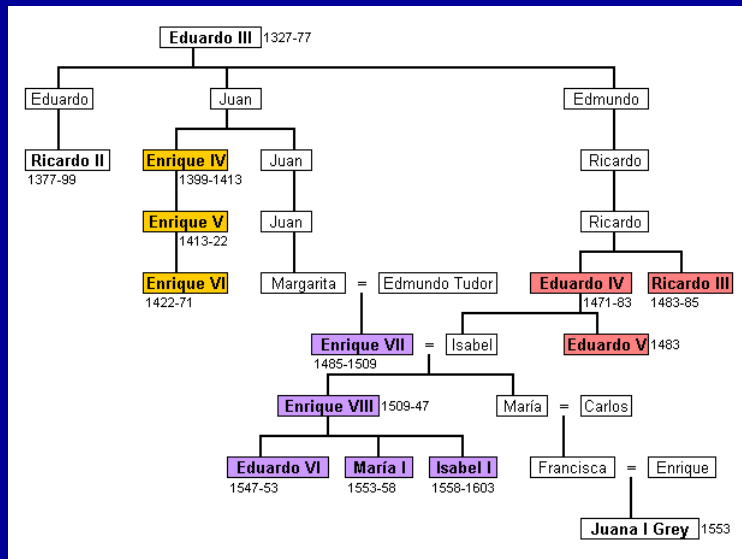 Eduardo III 1327-77
Eduardo Juan Edmundo
Ricardo II Enrique IV Juan Ricardo
1377-99 1399-1413
Enrique V Juan Ricardo
1413-22
Enrique VI Margarita = Edmundo Tudor Eduardo IV Ricardo III
1422-71 1471-83 1483-85
Enrique VII = Isabel Eduardo V 1483
1485-1509
Enrique VIII 1509-47 María = Carlos
Eduardo VI María I Isabel I Francisca = Enrique
1547-53 1553-58 1558-1603
Juana I Grey 1553